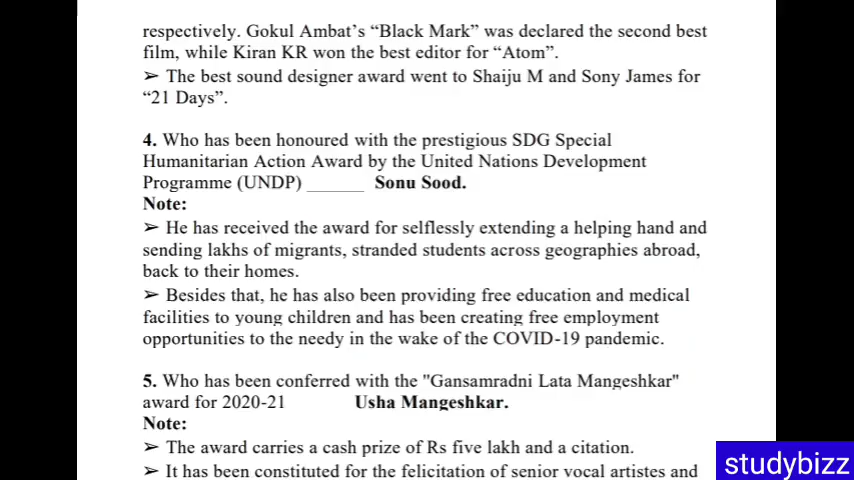 respectively. Gokul Ambat's “Black Mark” was declared the second best
film, while Kiran KR won the best editor for “Atom”.
➢ The best sound designer award went to Shaiju M and Sony James for
“21 Days”.
4. Who has been honoured with the prestigious SDG Special
Humanitarian Action Award by the United Nations Development
Programme (UNDP) ______ Sonu Sood.
Note:
➢ He has received the award for selflessly extending a helping hand and
sending lakhs of migrants, stranded students across geographies abroad,
back to their homes.
➢ Besides that, he has also been providing free education and medical
facilities to young children and has been creating free employment
opportunities to the needy in the wake of the COVID-19 pandemic.
5. Who has been conferred with the "Gansamradni Lata Mangeshkar"
award for 2020-21 Usha Mangeshkar.
Note:
➢ The award carries a cash prize of Rs five lakh and a citation.
➢ It has been constituted for the felicitation of senior vocal artistes and
studybizz